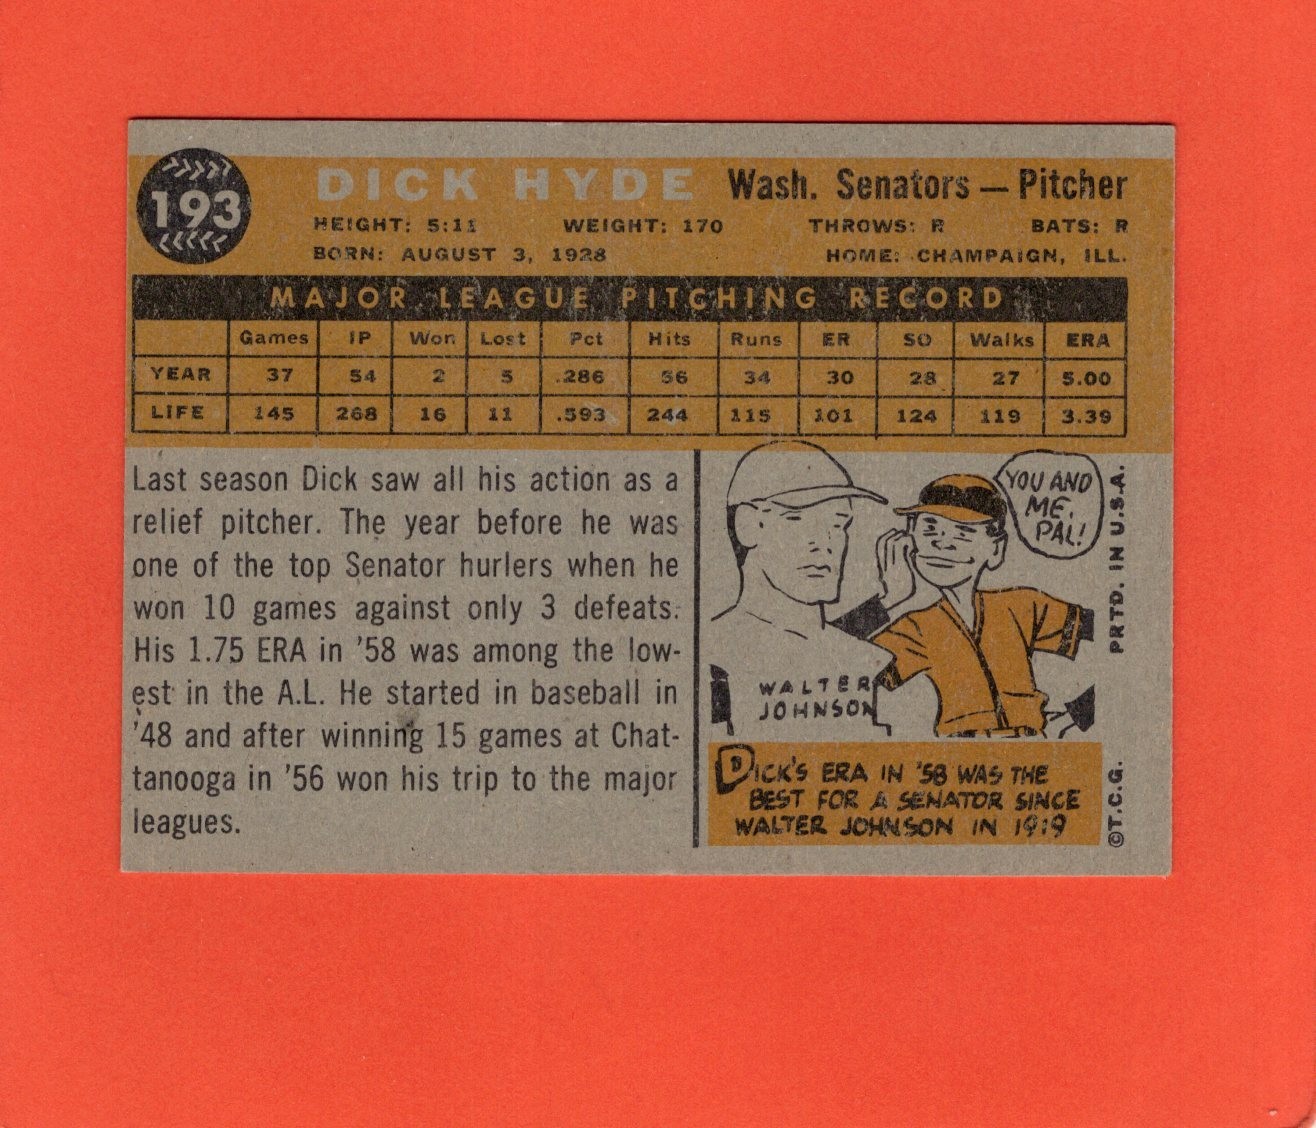 193
DICK HYDE Wash. Senators — Pitcher
HEIGHT: 5:11 WEIGHT: 170 THROWS: R BATS: R
BORN: AUGUST 3, 1928 HOME: CHAMPAIGN, ILL.
MAJOR LEAGUE PITCHING RECORD
Games IP Won Lost Pct Hits Runs ER SO Walks ERA
YEAR 37 54 2 5 .286 56 34 30 28 27 5.00
LIFE 145 268 16 11 .593 244 115 101 124 119 3.39
Last season Dick saw all his action as a
relief pitcher. The year before he was
one of the top Senator hurlers when he
won 10 games against only 3 defeats.
His 1.75 ERA in '58 was among the low-
est in the A.L. He started in baseball in
'48 and after winning 15 games at Chat-
tanooga in '56 won his trip to the major
leagues.
YOU AND
ME,
PAL!
WALTER
JOHNSON
DICK'S ERA IN '58 WAS THE
BEST FOR A SENATOR SINCE
WALTER JOHNSON IN 1919
©T.C.G. PRTD. IN U.S.A.